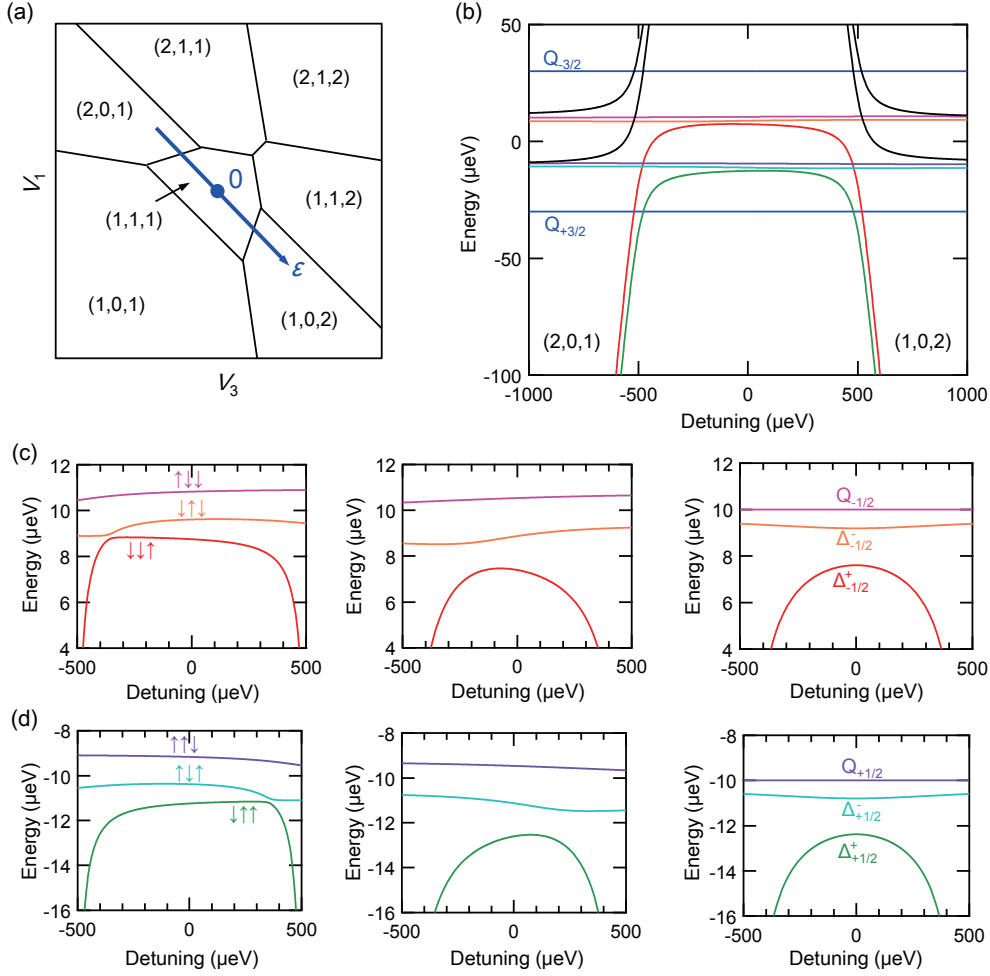 (a)
(2,1,1)
(2,1,2)
(2,0,1)
0
(1,1,1)
(1,1,2)
ε
(1,0,1)
(1,0,2)
V₁
V₃
(b)
50
0
-50
-100
Energy (µeV)
Q₋₃/₂
Q₊₃/₂
(2,0,1)
(1,0,2)
-1000
-500
0
500
1000
Detuning (µeV)
(c)
12
10
8
6
4
Energy (µeV)
↑↓↓
↓↑↓
↓↓↑
-500
0
500
Detuning (µeV)
12
10
8
6
4
Energy (µeV)
-500
0
500
Detuning (µeV)
12
10
8
6
4
Energy (µeV)
Q₋₁/₂
Δ⁻₋₁/₂
Δ⁺₋₁/₂
-500
0
500
Detuning (µeV)
(d)
-8
-10
-12
-14
-16
Energy (µeV)
↑↑↓
↑↓↑
↓↑↑
-500
0
500
Detuning (µeV)
-8
-10
-12
-14
-16
Energy (µeV)
-500
0
500
Detuning (µeV)
-8
-10
-12
-14
-16
Energy (µeV)
Q₊₁/₂
Δ⁻₊₁/₂
Δ⁺₊₁/₂
-500
0
500
Detuning (µeV)